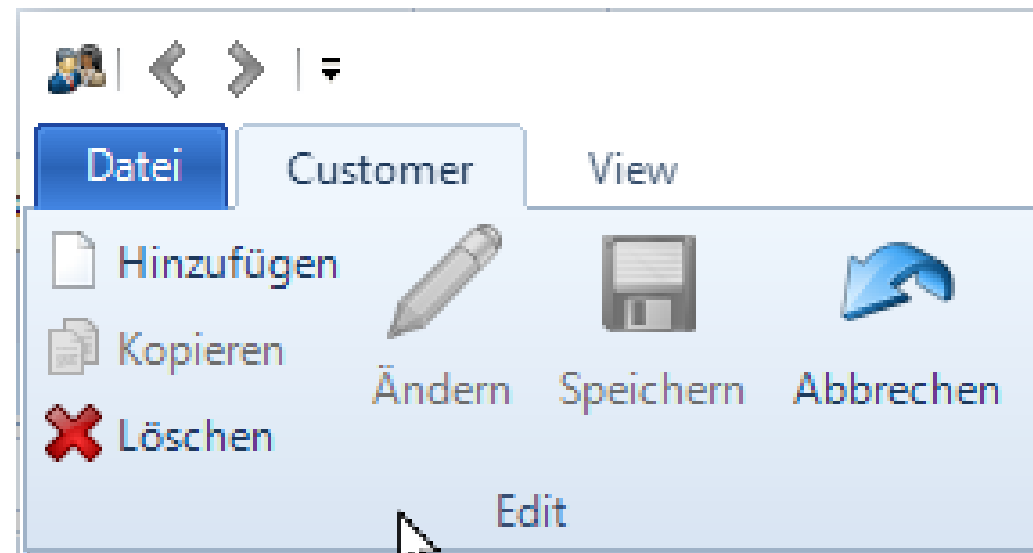 Datei Customer View
Hinzufügen
Kopieren
Löschen
Ändern
Speichern
Abbrechen
Edit